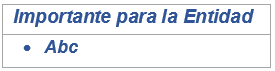 Importante para la Entidad
• Abc